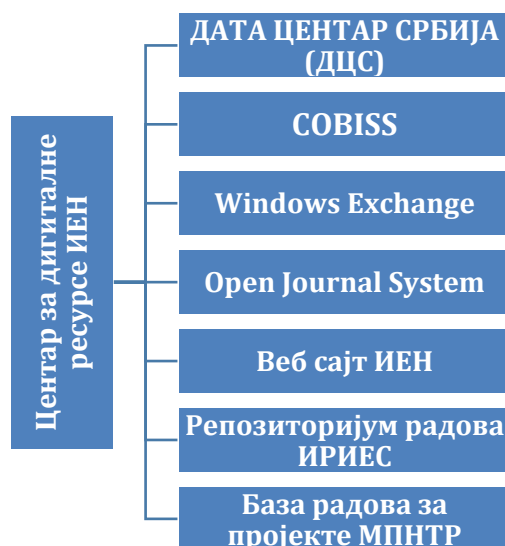 Центар за дигиталне
ресурсе ИЕН
ДАТА ЦЕНТАР СРБИЈА
(ДЦС)
COBISS
Windows Exchange
Open Journal System
Веб сајт ИЕН
Репозиторијум радова
ИРИЕС
База радова за
пројекте МПНТР